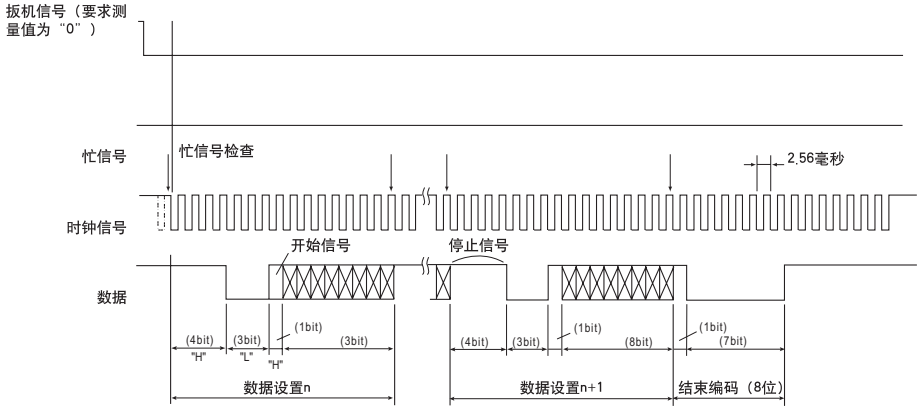 扳机信号（要求测
量值为“0”）
忙信号
忙信号检查
2.56毫秒
时钟信号
开始信号
停止信号
数据
(4bit)
"H"
(3bit)
"L"
(1bit)
"H"
(3bit)
(4bit)
(3bit)
(1bit)
(8bit)
(1bit)
(7bit)
数据设置n
数据设置n+1
结束编码（8位）